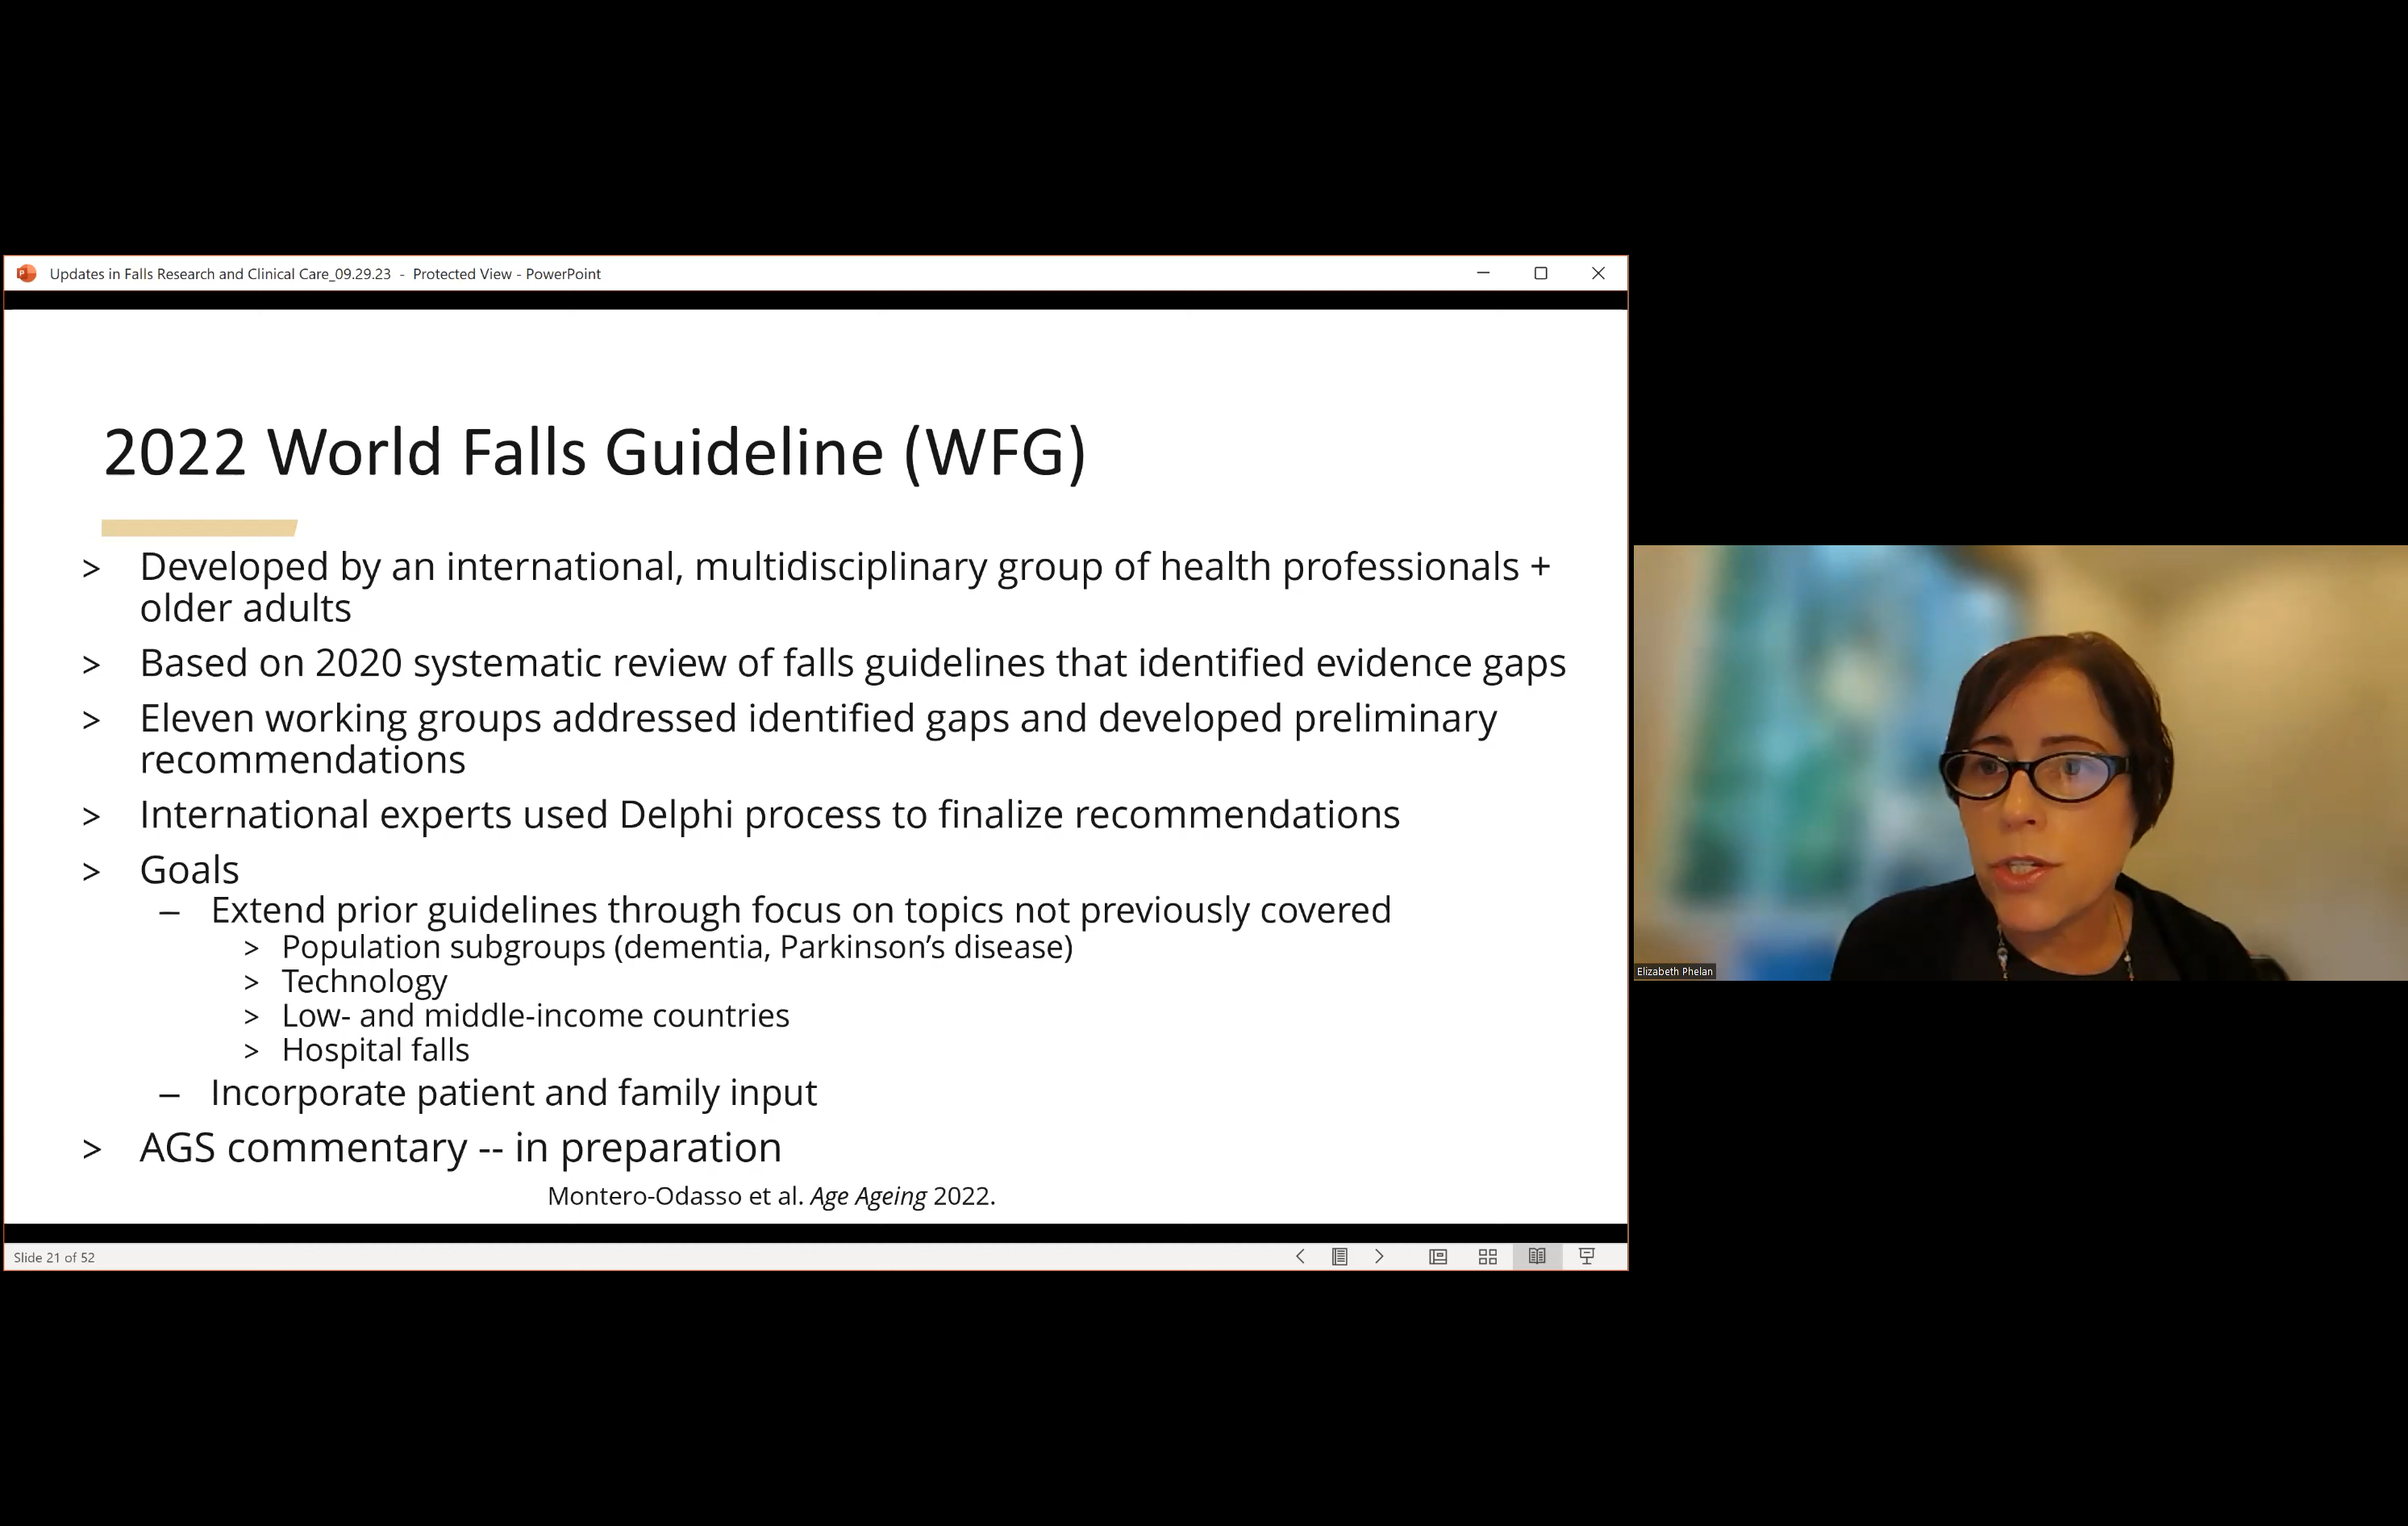 Updates in Falls Research and Clinical Care_09.29.23 - Protected View - PowerPoint
2022 World Falls Guideline (WFG)
> Developed by an international, multidisciplinary group of health professionals +
older adults
> Based on 2020 systematic review of falls guidelines that identified evidence gaps
> Eleven working groups addressed identified gaps and developed preliminary
recommendations
> International experts used Delphi process to finalize recommendations
> Goals
– Extend prior guidelines through focus on topics not previously covered
> Population subgroups (dementia, Parkinson’s disease)
> Technology
> Low- and middle-income countries
> Hospital falls
– Incorporate patient and family input
> AGS commentary -- in preparation
Montero-Odasso et al. Age Ageing 2022.
Slide 21 of 52
Elizabeth Phelan